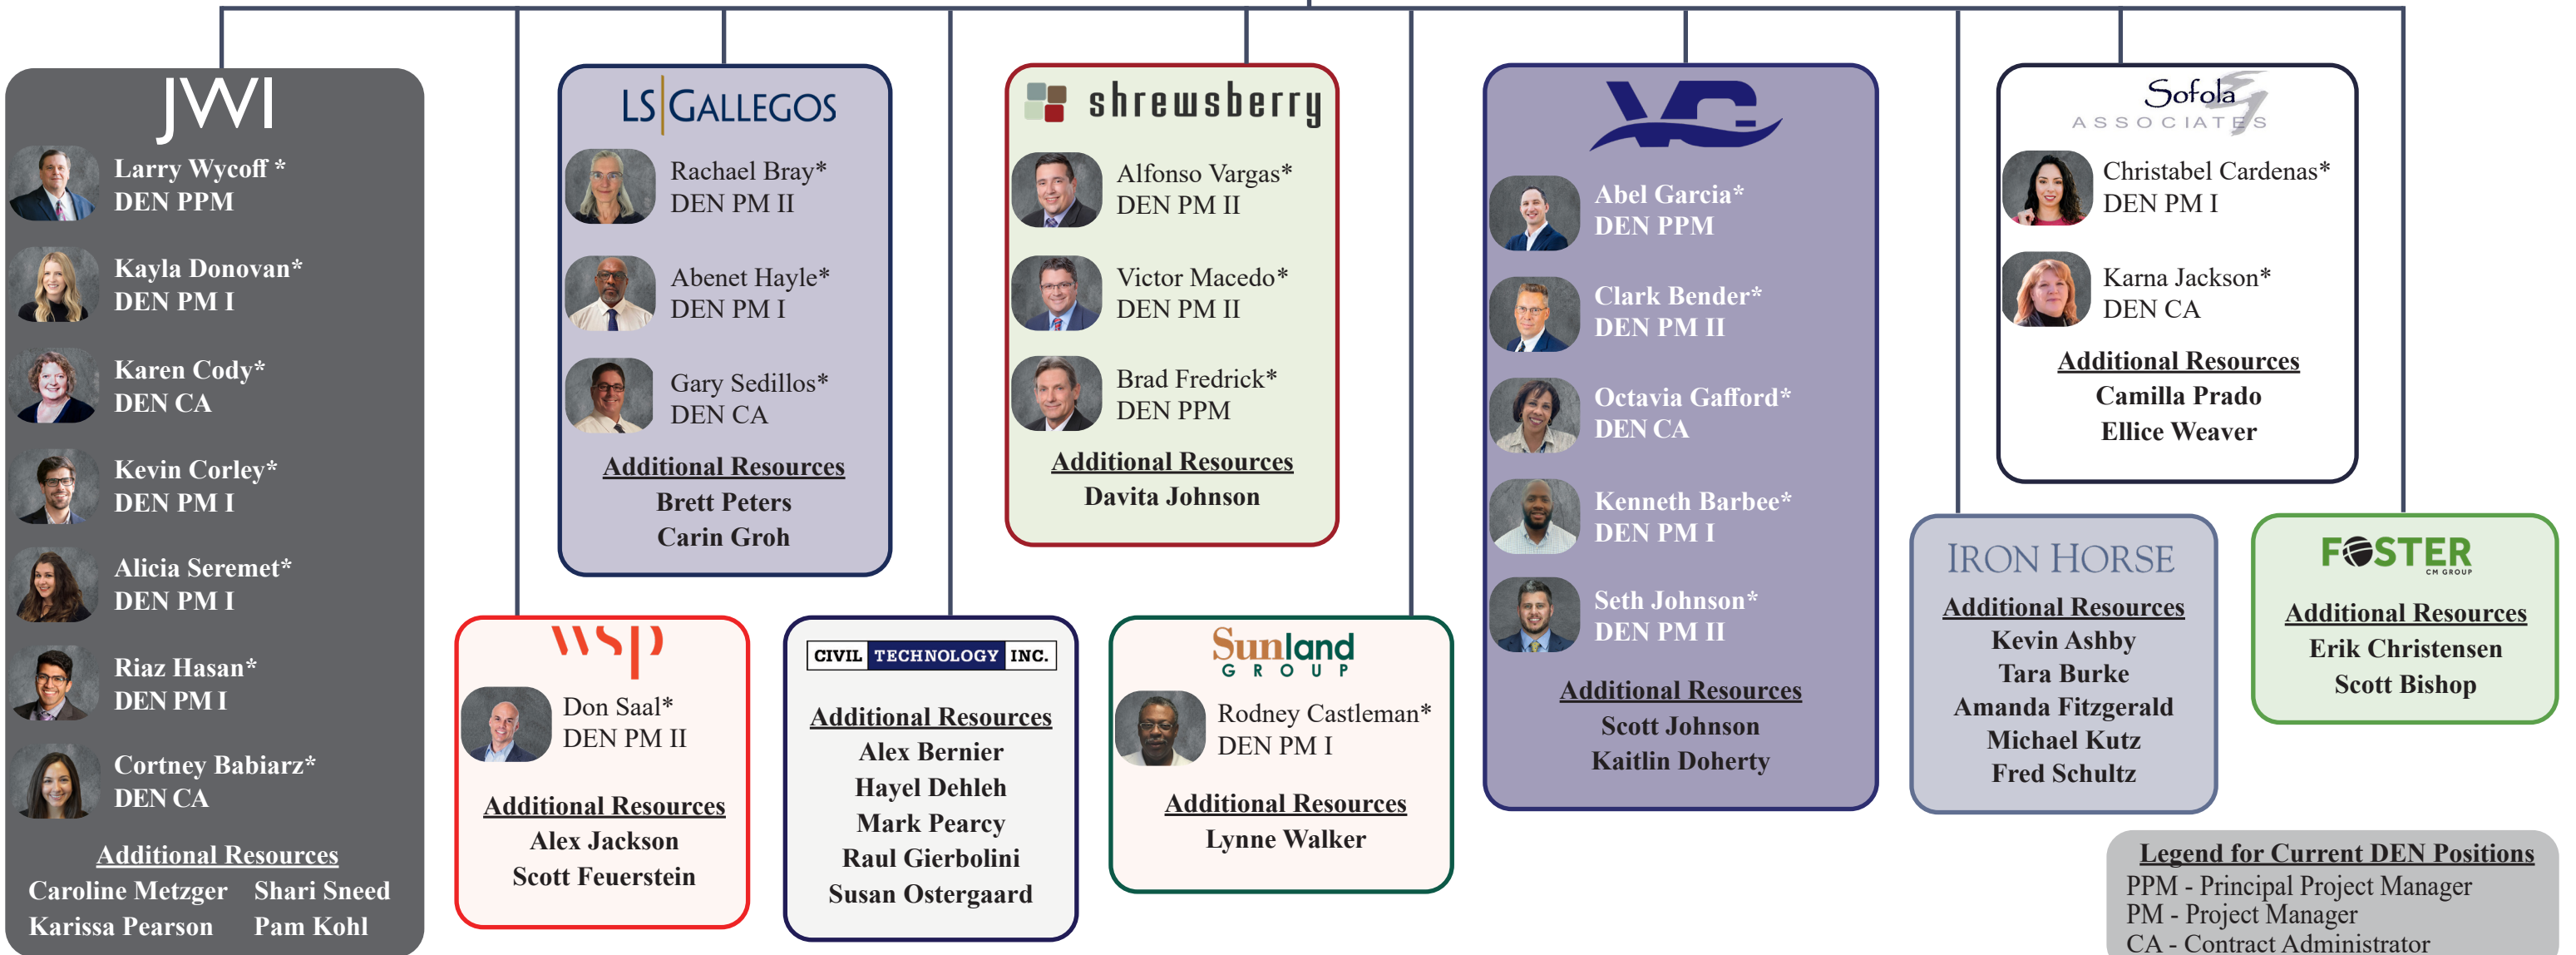 JWI
Larry Wycoff *
DEN PPM
Kayla Donovan*
DEN PM I
Karen Cody*
DEN CA
Kevin Corley*
DEN PM I
Alicia Seremet*
DEN PM I
Riaz Hasan*
DEN PM I
Cortney Babiarz*
DEN CA
Additional Resources
Caroline Metzger Shari Sneed
Karissa Pearson Pam Kohl
LS|GALLEGOS
Rachael Bray*
DEN PM II
Abenet Hayle*
DEN PM I
Gary Sedillos*
DEN CA
Additional Resources
Brett Peters
Carin Groh
wsp
Don Saal*
DEN PM II
Additional Resources
Alex Jackson
Scott Feuerstein
CIVIL TECHNOLOGY INC.
Additional Resources
Alex Bernier
Hayel Dehleh
Mark Pearcy
Raul Gierbolini
Susan Ostergaard
shrewsberry
Alfonso Vargas*
DEN PM II
Victor Macedo*
DEN PM II
Brad Fredrick*
DEN PPM
Additional Resources
Davita Johnson
Sunland
GROUP
Rodney Castleman*
DEN PM I
Additional Resources
Lynne Walker
VC
Abel Garcia*
DEN PPM
Clark Bender*
DEN PM II
Octavia Gafford*
DEN CA
Kenneth Barbee*
DEN PM I
Seth Johnson*
DEN PM II
Additional Resources
Scott Johnson
Kaitlin Doherty
Sofola
ASSOCIATES
Christabel Cardenas*
DEN PM I
Karna Jackson*
DEN CA
Additional Resources
Camilla Prado
Ellice Weaver
IRON HORSE
Additional Resources
Kevin Ashby
Tara Burke
Amanda Fitzgerald
Michael Kutz
Fred Schultz
FOSTER
CM GROUP
Additional Resources
Erik Christensen
Scott Bishop
Legend for Current DEN Positions
PPM - Principal Project Manager
PM - Project Manager
CA - Contract Administrator